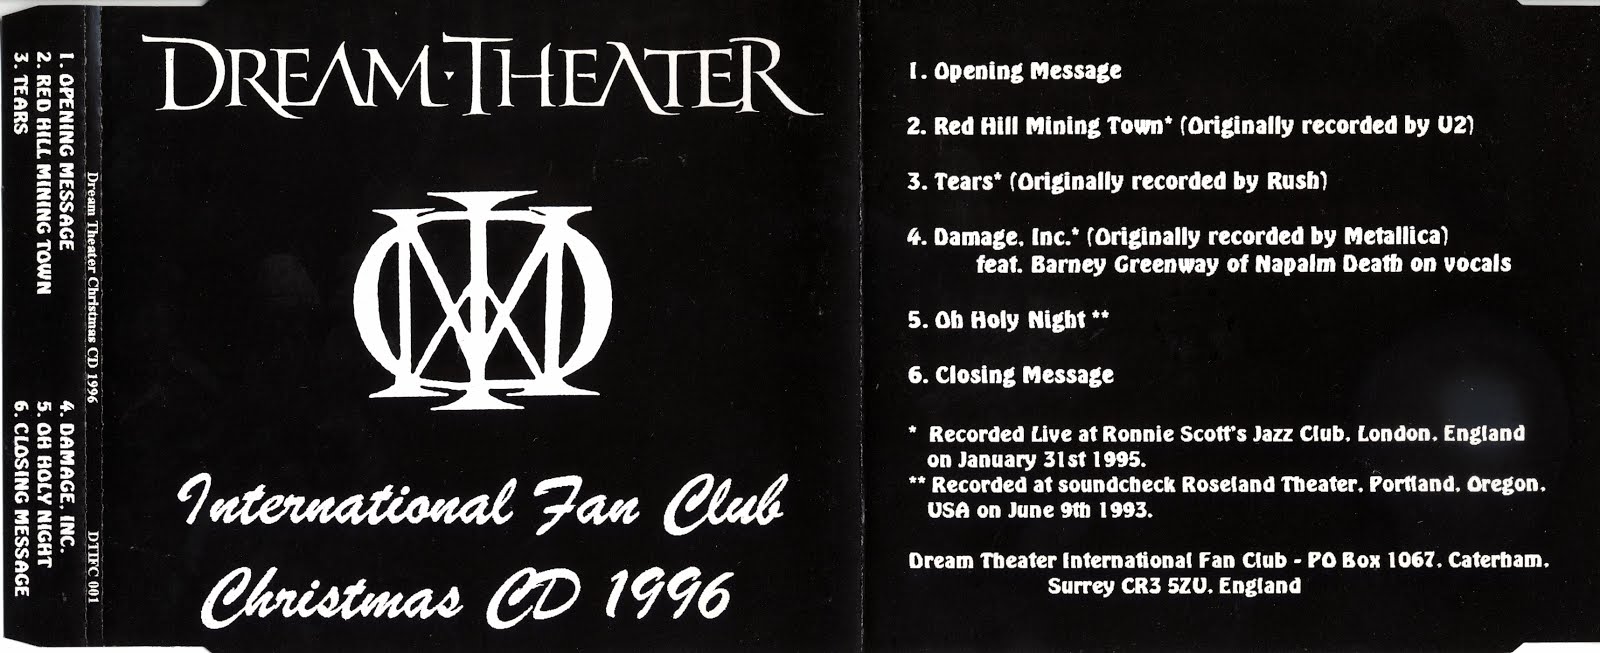 1. OPENING MESSAGE
2. RED HILL MINING TOWN
3. TEARS
4. DAMAGE, INC.
5. OH HOLY NIGHT
6. CLOSING MESSAGE
Dream Theater Christmas CD 1996
DTIFC 001
DREAM·THEATER
International Fan Club
Christmas CD 1996
1. Opening Message
2. Red Hill Mining Town* (Originally recorded by U2)
3. Tears* (Originally recorded by Rush)
4. Damage, Inc.* (Originally recorded by Metallica)
feat. Barney Greenway of Napalm Death on vocals
5. Oh Holy Night **
6. Closing Message
* Recorded Live at Ronnie Scott's Jazz Club, London, England
on January 31st 1995.
** Recorded at soundcheck Roseland Theater, Portland, Oregon,
USA on June 9th 1993.
Dream Theater International Fan Club - PO Box 1067, Caterham,
Surrey CR3 5ZU, England